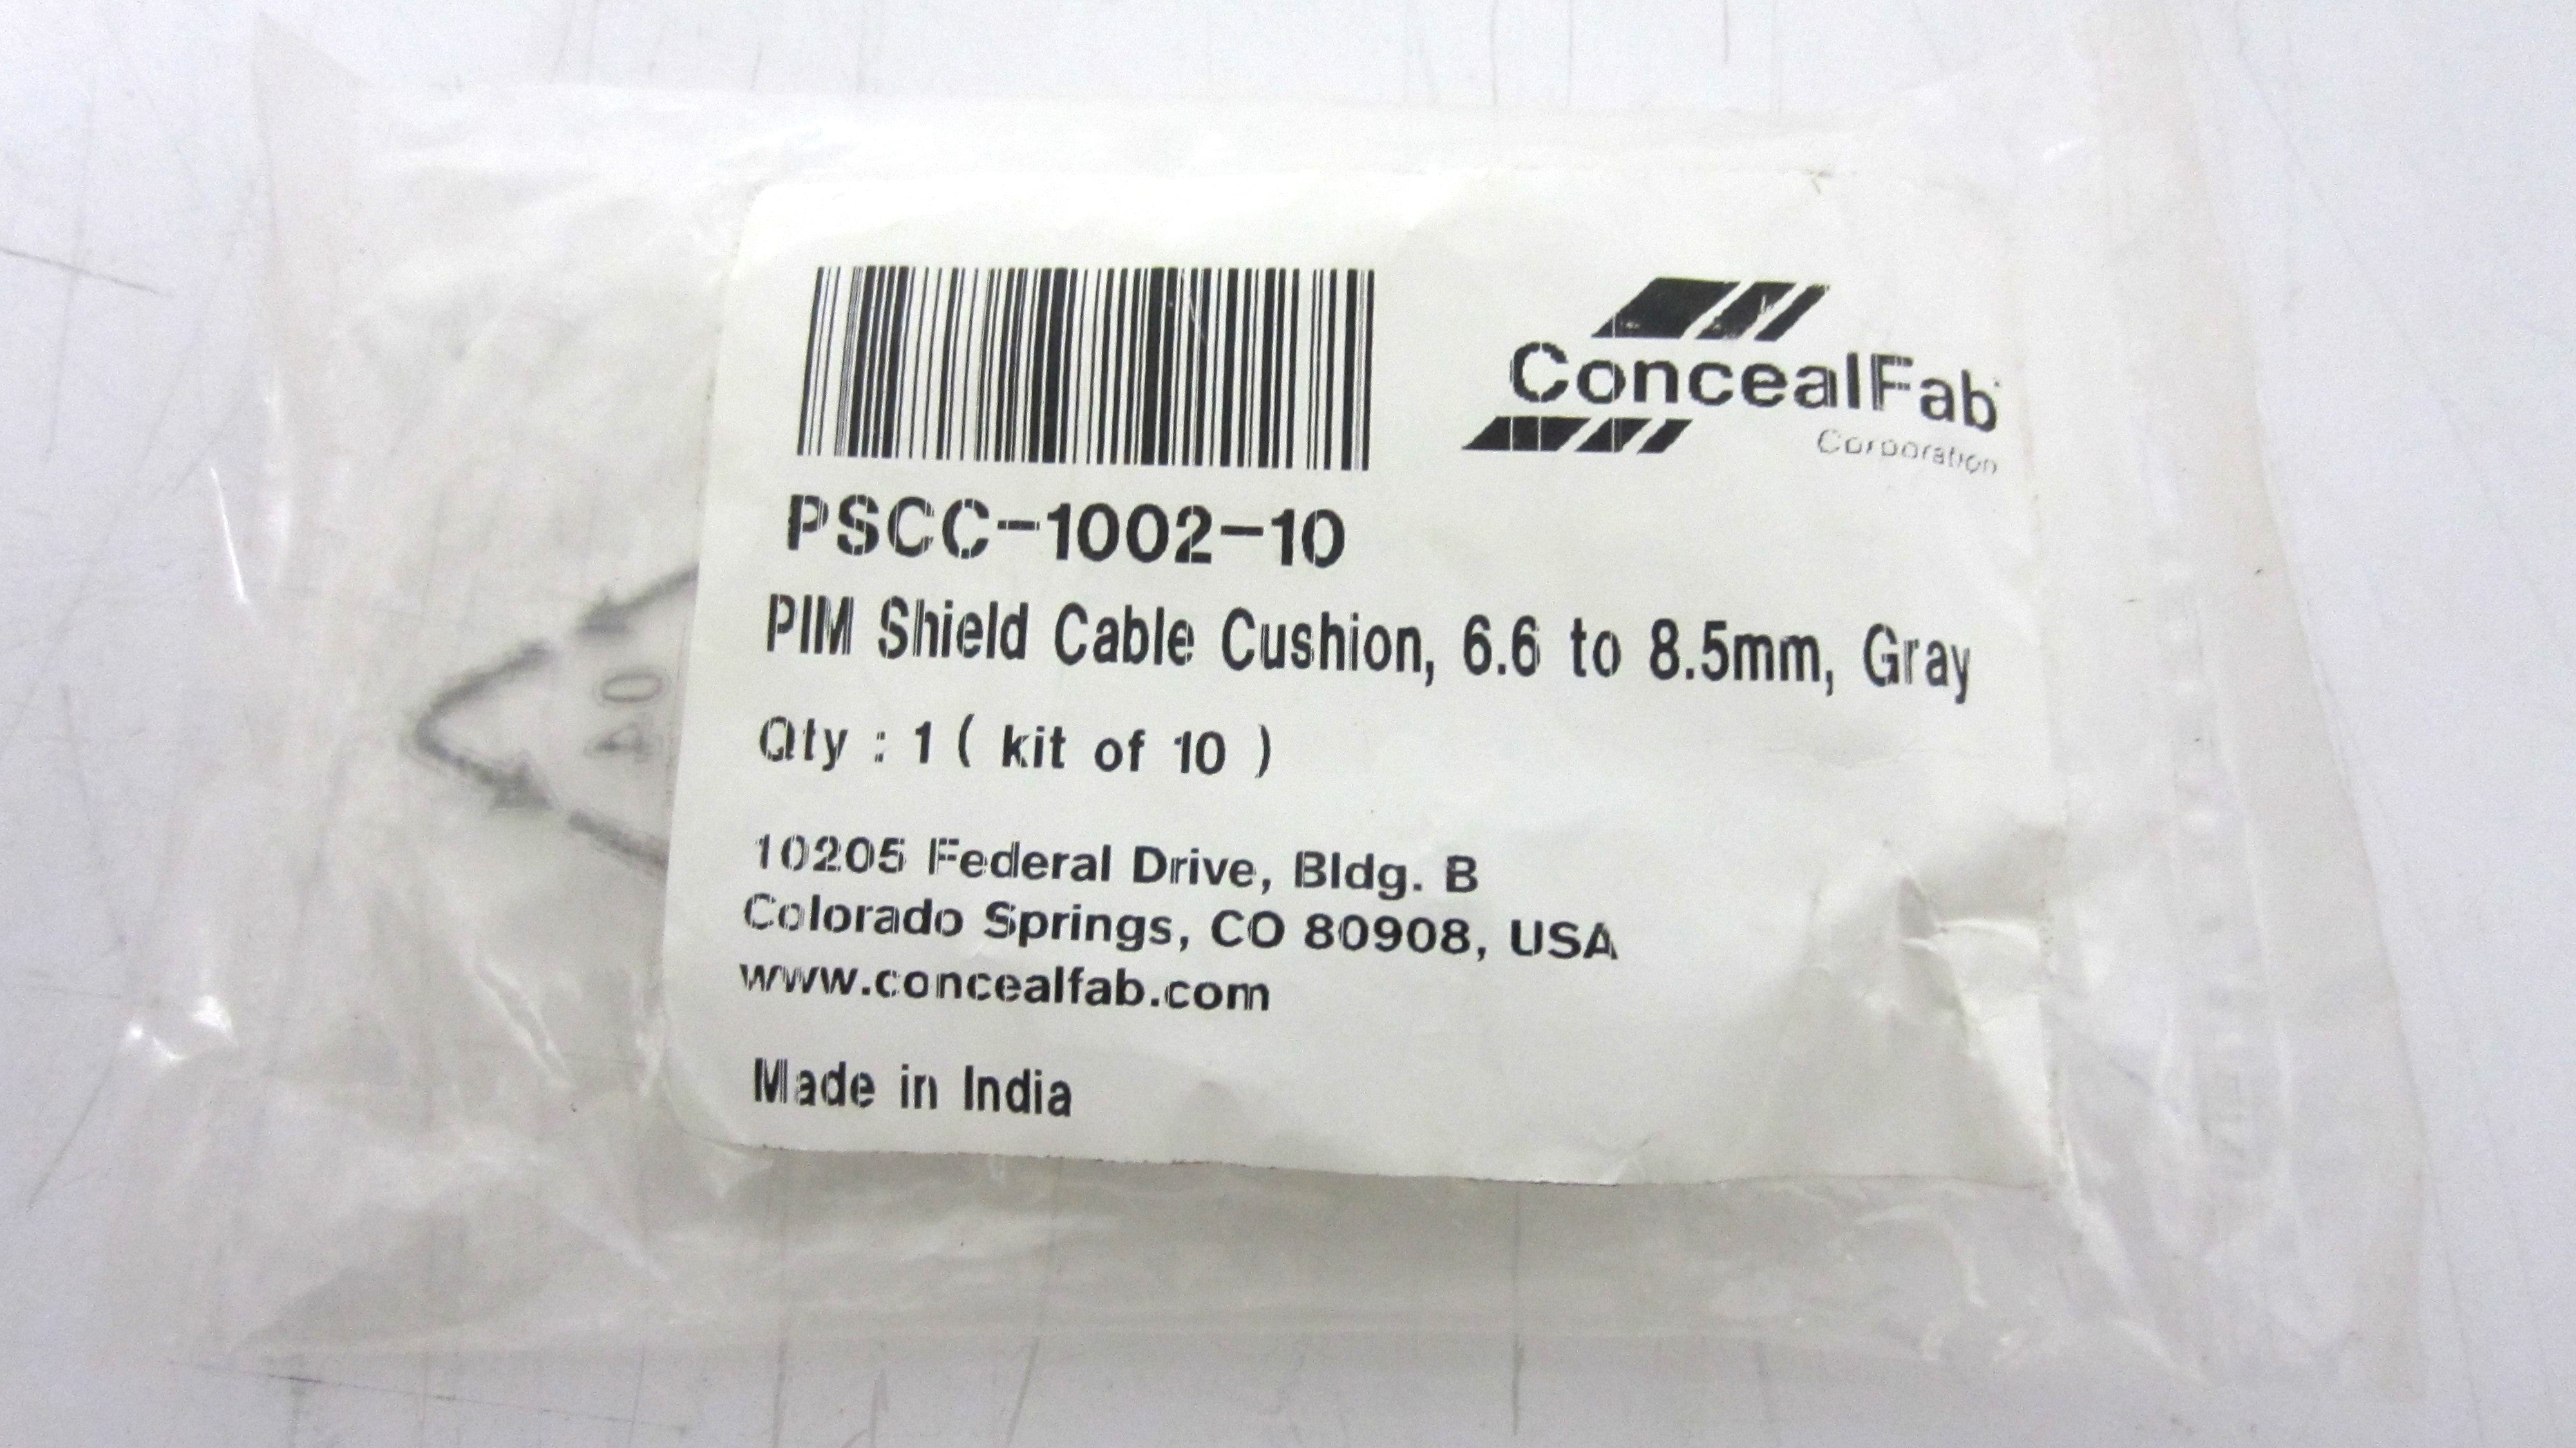 ConcealFab
Corporation
PSCC-1002-10
PIM Shield Cable Cushion, 6.6 to 8.5mm, Gray
Qty : 1 ( kit of 10 )
10205 Federal Drive, Bldg. B
Colorado Springs, CO 80908, USA
www.concealfab.com
Made in India